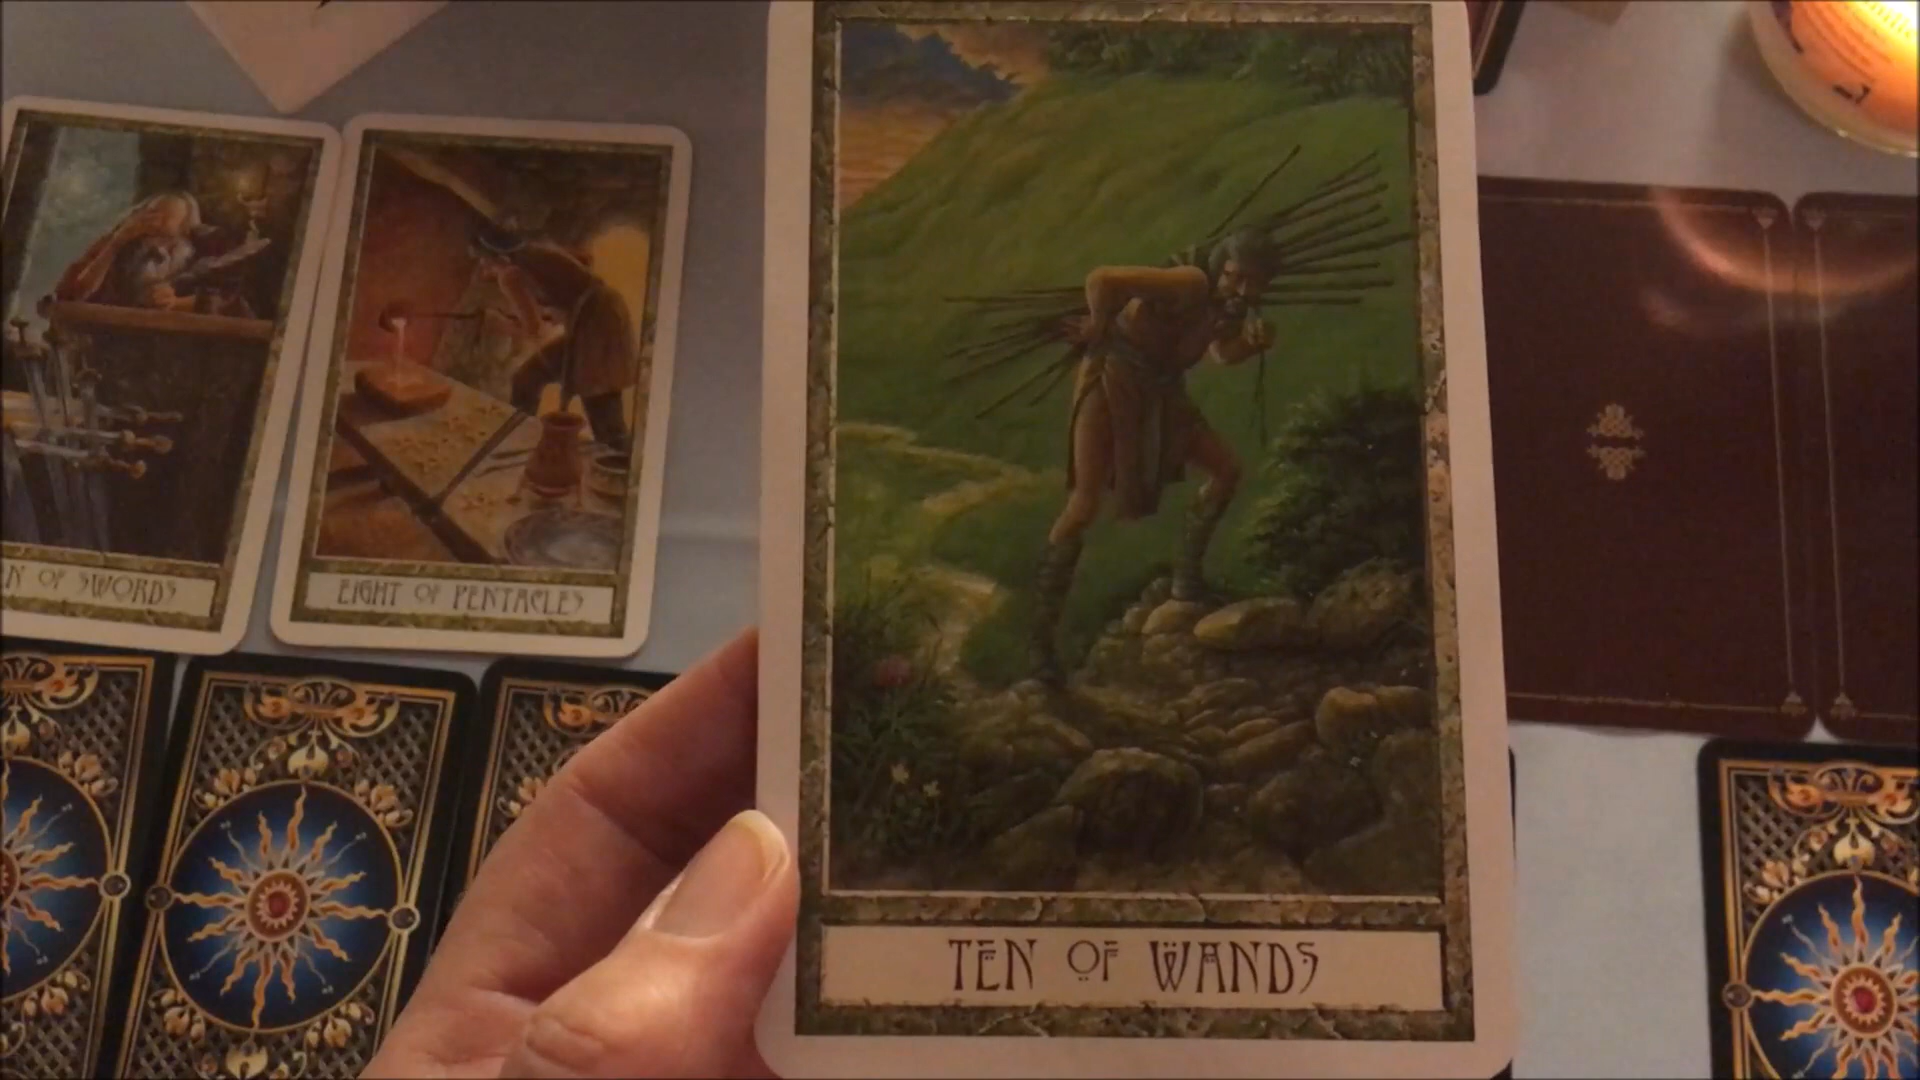 N OF SWORDS
EIGHT OF PENTACLES
TEN OF WANDS